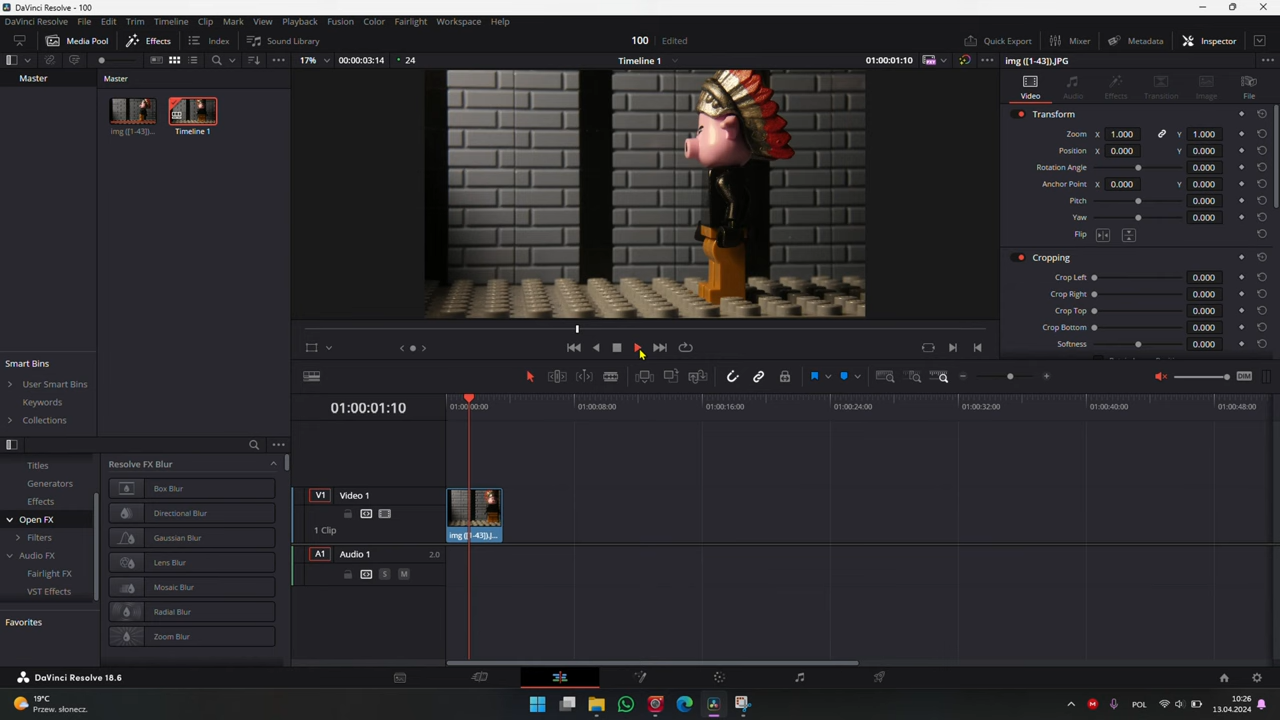 DaVinci Resolve - 100
DaVinci Resolve File Edit Trim Timeline Clip Mark View Playback Fusion Color Fairlight Workspace Help
Media Pool Effects Index Sound Library 100 Edited Quick Export Mixer Metadata Inspector
Master Master 17% 00:00:03:14 24 Timeline 1 01:00:01:10 img ([1-43]).JPG
Video Audio Effects Transition Image File
Transform
Zoom X 1.000 Y 1.000
Position X 0.000 Y 0.000
Rotation Angle 0.000
Anchor Point X 0.000 Y 0.000
Pitch 0.000
Yaw 0.000
Flip
Cropping
Crop Left 0.000
Crop Right 0.000
Crop Top 0.000
Crop Bottom 0.000
Softness 0.000
img ([1-43])... Timeline 1
Smart Bins
User Smart Bins
Keywords
Collections
DIM
01:00:01:10 01:00:00:00 01:00:08:00 01:00:16:00 01:00:24:00 01:00:32:00 01:00:40:00 01:00:48:00
Titles
Generators
Effects
Open FX
Filters
Audio FX
Fairlight FX
VST Effects
Favorites
Resolve FX Blur
Box Blur
Directional Blur
Gaussian Blur
Lens Blur
Mosaic Blur
Radial Blur
Zoom Blur
V1 Video 1
1 Clip
img ([1-43]).J...
A1 Audio 1 2.0
S M
DaVinci Resolve 18.6
19°C
Przew. słonecz.
POL
10:26
13.04.2024